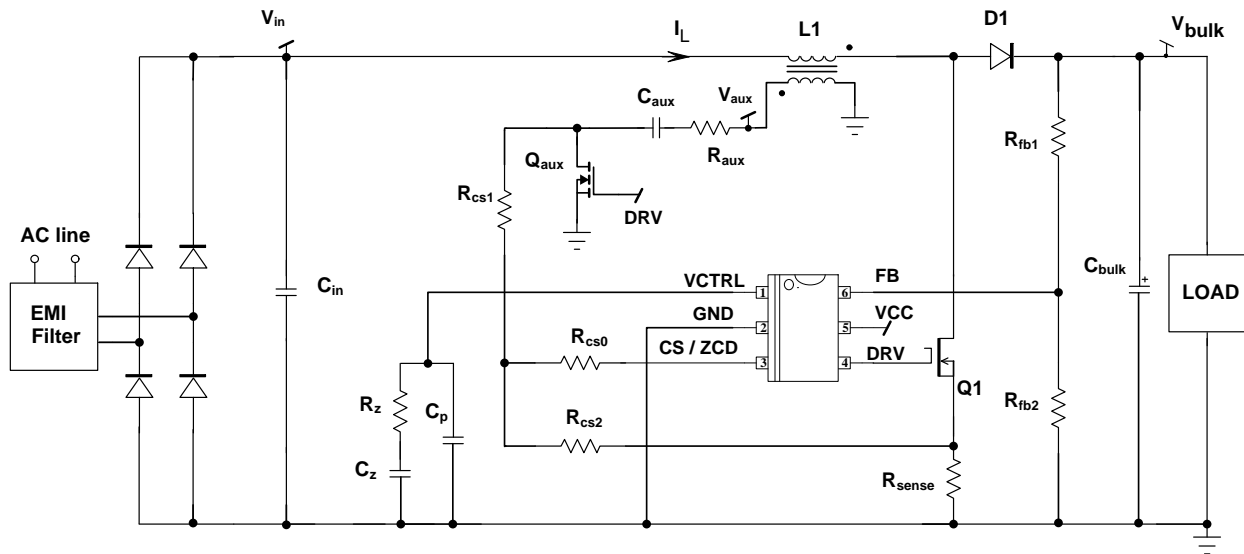 Vin
IL
L1
D1
Vbulk
Caux
Vaux
Raux
Rfb1
Qaux
Rcs1
DRV
AC line
EMI
Filter
Cin
VCTRL
1
6
FB
Cbulk
+
LOAD
GND
2
5
VCC
Rcs0
CS / ZCD
3
4
DRV
Q1
Rz
Cp
Rcs2
Rfb2
Cz
Rsense